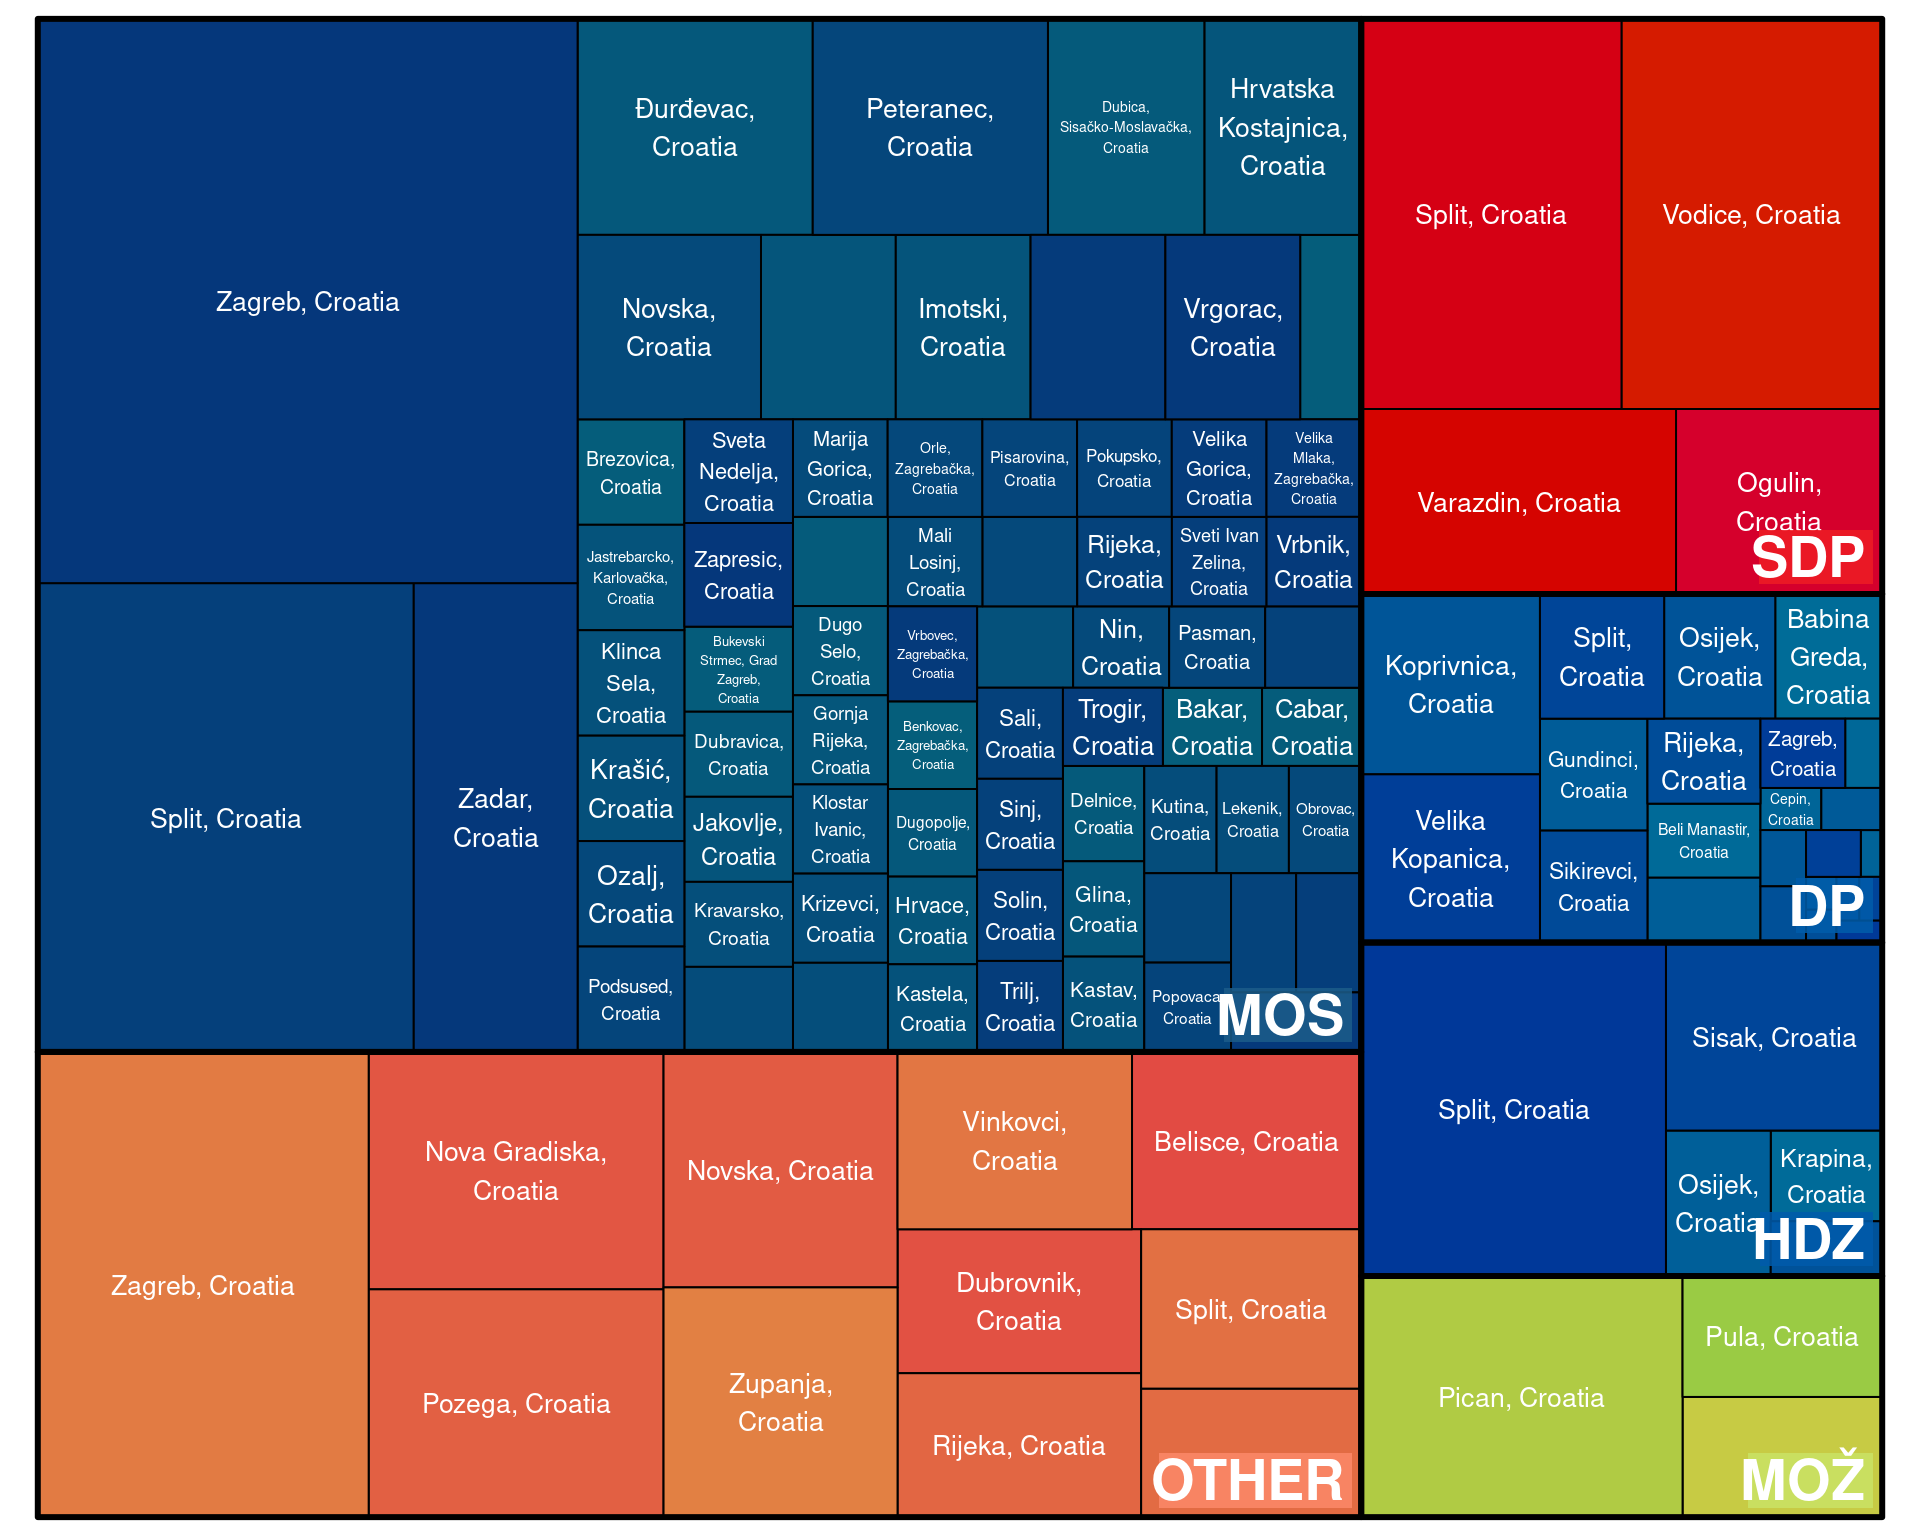 Zagreb, Croatia
Split, Croatia
Zadar,
Croatia
Đurđevac,
Croatia
Peteranec,
Croatia
Dubica,
Sisačko-Moslavačka,
Croatia
Hrvatska
Kostajnica,
Croatia
Novska,
Croatia
Imotski,
Croatia
Vrgorac,
Croatia
Brezovica,
Croatia
Jastrebarcko,
Karlovačka,
Croatia
Klinca
Sela,
Croatia
Krašić,
Croatia
Ozalj,
Croatia
Podsused,
Croatia
Sveta
Nedelja,
Croatia
Zapresic,
Croatia
Bukevski
Strmec, Grad
Zagreb,
Croatia
Dubravica,
Croatia
Jakovlje,
Croatia
Kravarsko,
Croatia
Marija
Gorica,
Croatia
Dugo
Selo,
Croatia
Gornja
Rijeka,
Croatia
Klostar
Ivanic,
Croatia
Krizevci,
Croatia
Orle,
Zagrebačka,
Croatia
Pisarovina,
Croatia
Pokupsko,
Croatia
Velika
Gorica,
Croatia
Velika
Mlaka,
Zagrebačka,
Croatia
Mali
Losinj,
Croatia
Rijeka,
Croatia
Sveti Ivan
Zelina,
Croatia
Vrbnik,
Croatia
Vrbovec,
Zagrebačka,
Croatia
Benkovac,
Zagrebačka,
Croatia
Dugopolje,
Croatia
Hrvace,
Croatia
Kastela,
Croatia
Nin,
Croatia
Pasman,
Croatia
Sali,
Croatia
Sinj,
Croatia
Solin,
Croatia
Trilj,
Croatia
Trogir,
Croatia
Bakar,
Croatia
Cabar,
Croatia
Delnice,
Croatia
Glina,
Croatia
Kastav,
Croatia
Kutina,
Croatia
Lekenik,
Croatia
Obrovac,
Croatia
Popovaca,
Croatia
MOS
Zagreb, Croatia
Nova Gradiska,
Croatia
Pozega, Croatia
Novska, Croatia
Zupanja,
Croatia
Vinkovci,
Croatia
Belisce, Croatia
Dubrovnik,
Croatia
Rijeka, Croatia
Split, Croatia
OTHER
Split, Croatia
Vodice, Croatia
Varazdin, Croatia
Ogulin,
Croatia
SDP
Koprivnica,
Croatia
Velika
Kopanica,
Croatia
Split,
Croatia
Osijek,
Croatia
Babina
Greda,
Croatia
Gundinci,
Croatia
Sikirevci,
Croatia
Rijeka,
Croatia
Beli Manastir,
Croatia
Zagreb,
Croatia
Cepin,
Croatia
DP
Split, Croatia
Sisak, Croatia
Osijek,
Croatia
Krapina,
Croatia
HDZ
Pican, Croatia
Pula, Croatia
MOŽ